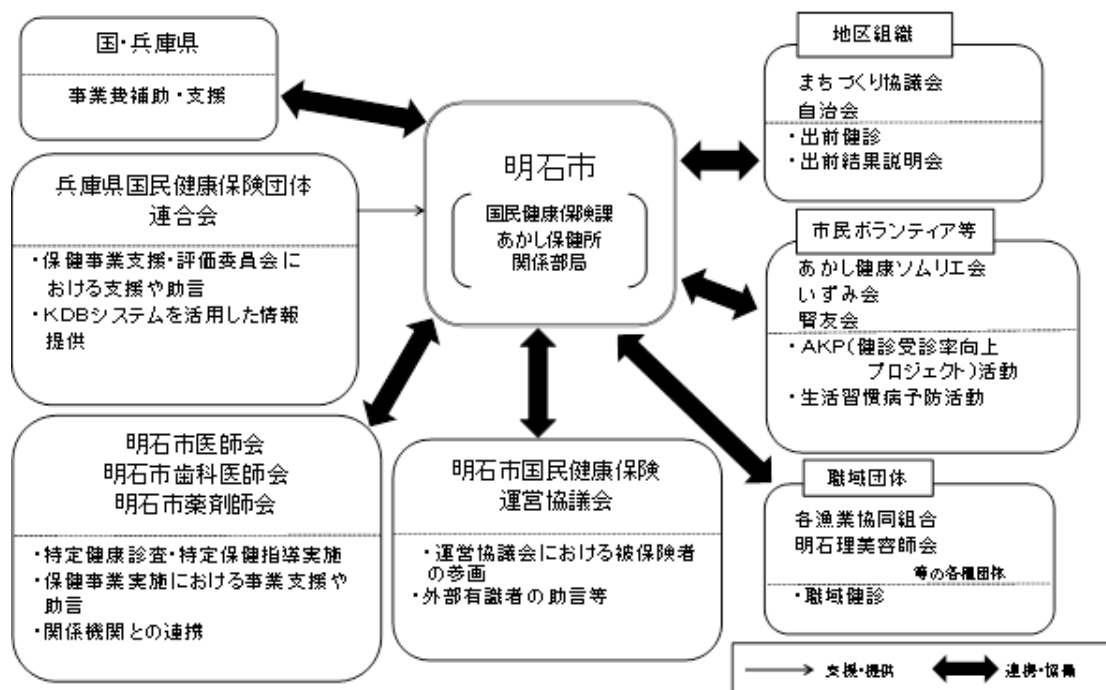 国・兵庫県
事業費補助・支援
兵庫県国民健康保険団体
連合会
・保健事業支援・評価委員会に
おける支援や助言
・KDBシステムを活用した情報
提供
明石市医師会
明石市歯科医師会
明石市薬剤師会
・特定健康診査・特定保健指導実施
・保健事業実施における事業支援や
助言
・関係機関との連携
明石市
国民健康保険課
あかし保健所
関係部局
明石市国民健康保険
運営協議会
・運営協議会における被保険者
の参画
・外部有識者の助言等
地区組織
まちづくり協議会
自治会
・出前健診
・出前結果説明会
市民ボランティア等
あかし健康ソムリエ会
いずみ会
腎友会
・AKP(健診受診率向上
プロジェクト)活動
・生活習慣病予防活動
職域団体
各漁業協同組合
明石理美容師会
等の各種団体
・職域健診
支援・提供
連携・協働